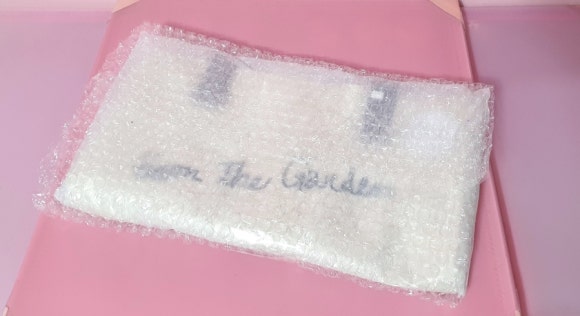 from The Garden